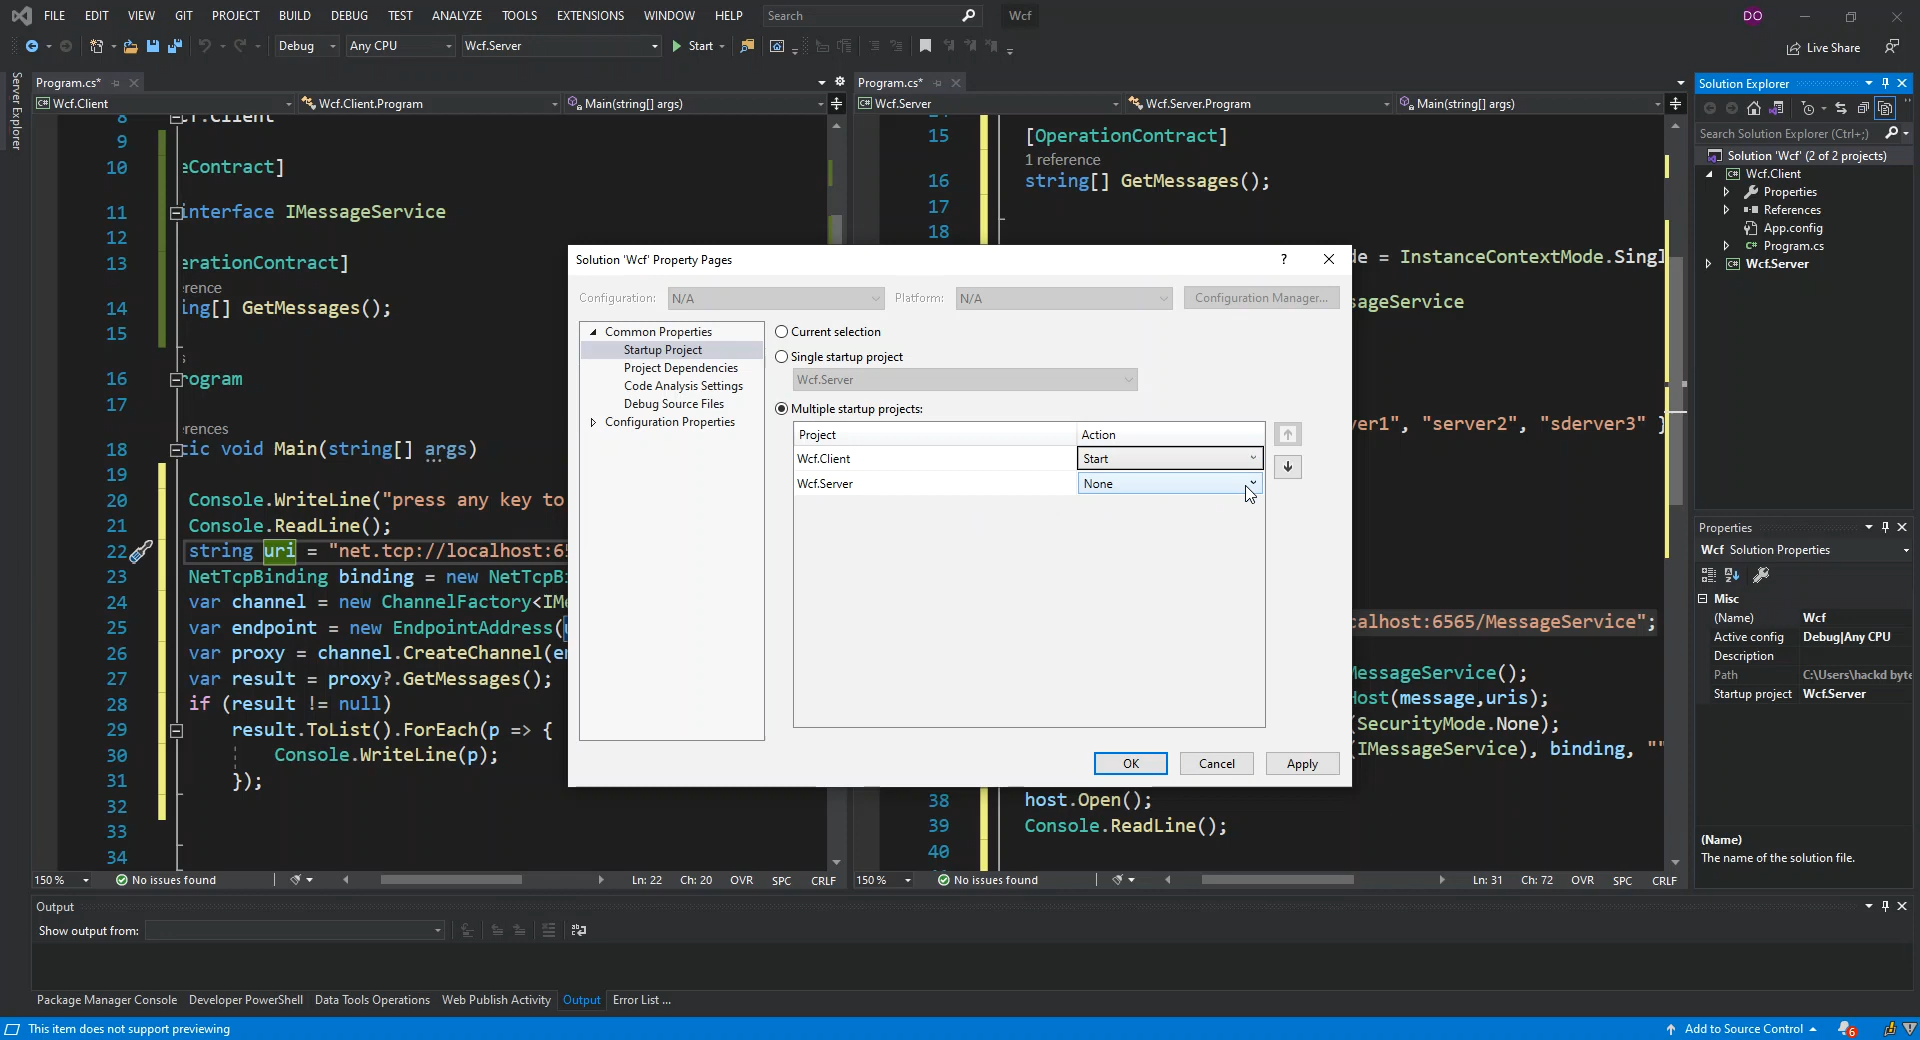 FILE EDIT VIEW GIT PROJECT BUILD DEBUG TEST ANALYZE TOOLS EXTENSIONS WINDOW HELP Search Wcf DO
Debug Any CPU Wcf.Server Start Live Share
Server Explorer
Program.cs*
Wcf.Client Wcf.Client.Program Main(string[] args)
8 cf.Client
9
10 eContract]
11 interface IMessageService
12
13 erationContract]
erence
14 ing[] GetMessages();
15
s
16 rogram
17
rences
18 tic void Main(string[] args)
19
20 Console.WriteLine("press any key to
21 Console.ReadLine();
22 string uri = "net.tcp://localhost:65
23 NetTcpBinding binding = new NetTcpBi
24 var channel = new ChannelFactory<IMe
25 var endpoint = new EndpointAddress(u
26 var proxy = channel.CreateChannel(en
27 var result = proxy?.GetMessages();
28 if (result != null)
29 result.ToList().ForEach(p => {
30 Console.WriteLine(p);
31 });
32
33
34
150 % No issues found Ln: 22 Ch: 20 OVR SPC CRLF
Program.cs*
Wcf.Server Wcf.Server.Program Main(string[] args)
15 [OperationContract]
1 reference
16 string[] GetMessages();
17
18
de = InstanceContextMode.Singl
sageService
ver1", "server2", "sderver3" }
calhost:6565/MessageService";
MessageService();
Host(message,uris);
(SecurityMode.None);
(IMessageService), binding, ""
38 host.Open();
39 Console.ReadLine();
40
150 % No issues found Ln: 31 Ch: 72 OVR SPC CRLF
Solution 'Wcf' Property Pages ?
Configuration: N/A Platform: N/A Configuration Manager...
Common Properties
Startup Project
Project Dependencies
Code Analysis Settings
Debug Source Files
Configuration Properties
Current selection
Single startup project
Wcf.Server
Multiple startup projects:
Project Action
Wcf.Client Start
Wcf.Server None
OK Cancel Apply
Solution Explorer
Search Solution Explorer (Ctrl+;)
Solution 'Wcf' (2 of 2 projects)
C# Wcf.Client
Properties
References
App.config
C# Program.cs
C# Wcf.Server
Properties
Wcf Solution Properties
Misc
(Name) Wcf
Active config Debug|Any CPU
Description
Path C:\Users\hackd byte
Startup project Wcf.Server
(Name)
The name of the solution file.
Output
Show output from:
Package Manager Console Developer PowerShell Data Tools Operations Web Publish Activity Output Error List ...
This item does not support previewing Add to Source Control 6